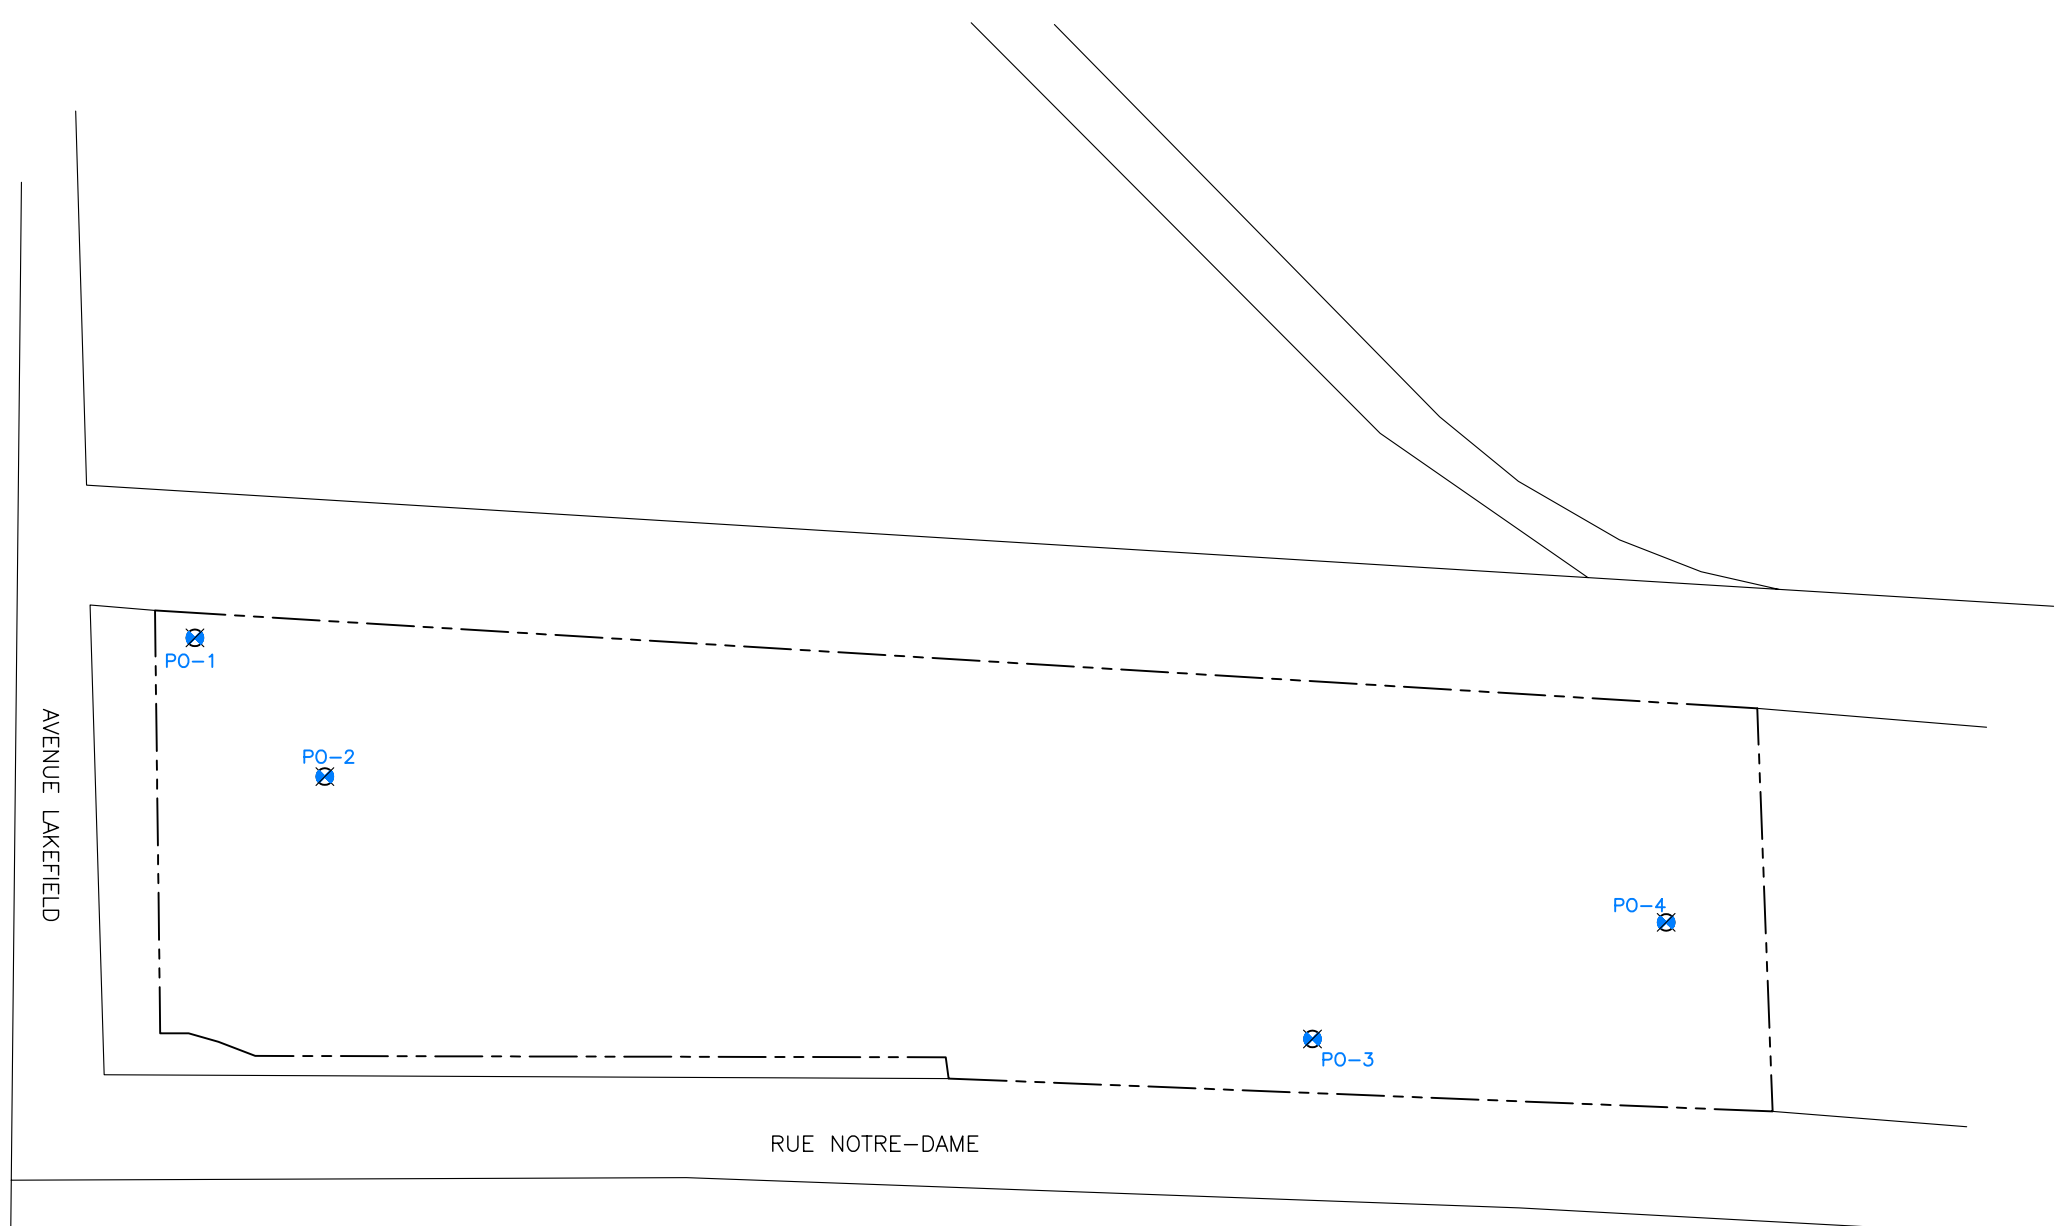 PO-1
AVENUE LAKEFIELD
PO-2
PO-4
PO-3
RUE NOTRE-DAME